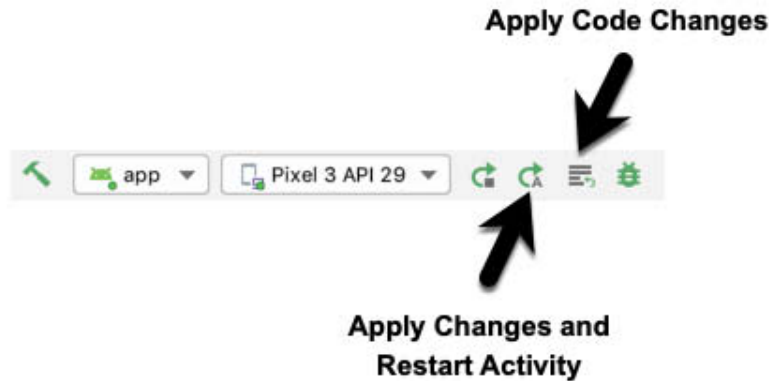 Apply Code Changes
app
Pixel 3 API 29
A
Apply Changes and
Restart Activity